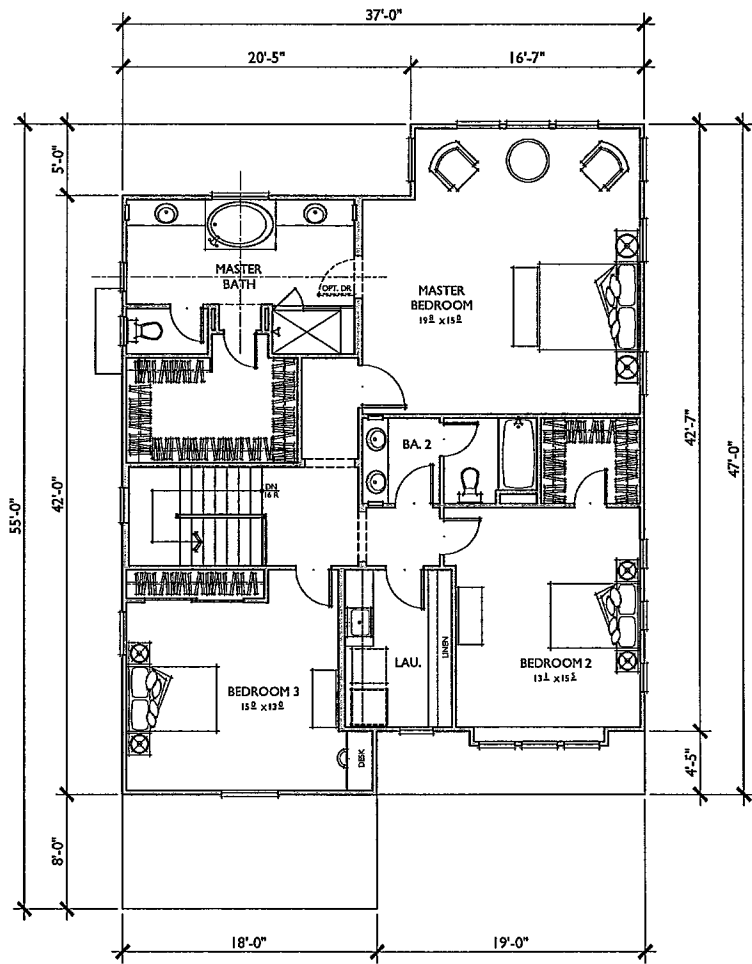 37'-0"
20'-5"
16'-7"
5'-0"
MASTER
BATH
OPT. DR.
MASTER
BEDROOM
19⁰ x 15⁰
BA. 2
42'-7"
47'-0"
55'-0"
42'-0"
DN
16 R
LAU.
LINEN
BEDROOM 2
13¹ x 15²
BEDROOM 3
15⁰ x 13⁰
DESK
4'-5"
8'-0"
18'-0"
19'-0"